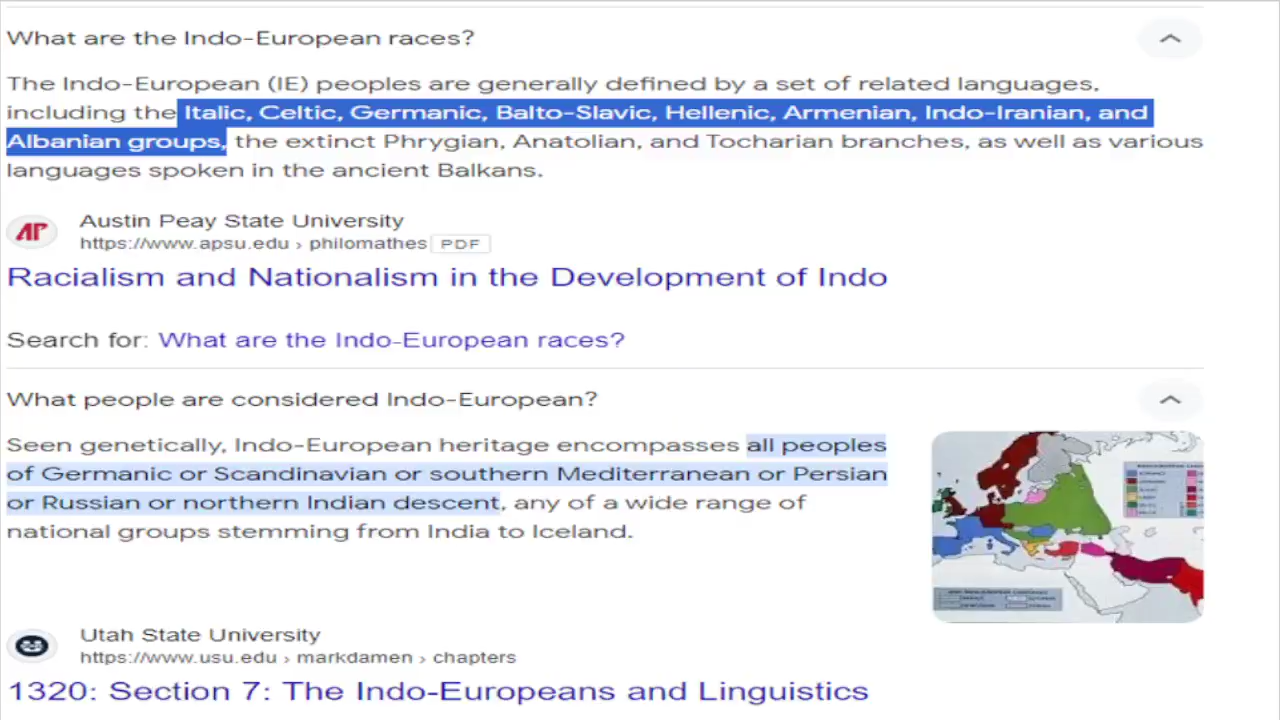 What are the Indo-European races?
The Indo-European (IE) peoples are generally defined by a set of related languages,
including the Italic, Celtic, Germanic, Balto-Slavic, Hellenic, Armenian, Indo-Iranian, and
Albanian groups, the extinct Phrygian, Anatolian, and Tocharian branches, as well as various
languages spoken in the ancient Balkans.
AP
Austin Peay State University
https://www.apsu.edu › philomathes PDF
Racialism and Nationalism in the Development of Indo
Search for: What are the Indo-European races?
What people are considered Indo-European?
Seen genetically, Indo-European heritage encompasses all peoples
of Germanic or Scandinavian or southern Mediterranean or Persian
or Russian or northern Indian descent, any of a wide range of
national groups stemming from India to Iceland.
Utah State University
https://www.usu.edu › markdamen › chapters
1320: Section 7: The Indo-Europeans and Linguistics